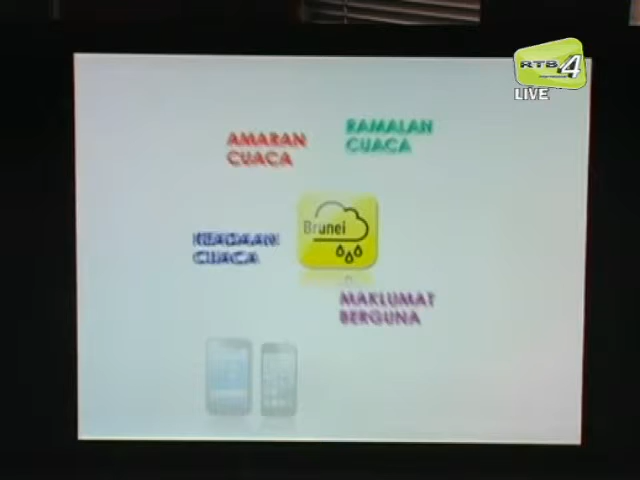 RTB 4
LIVE
AMARAN
CUACA
RAMALAN
CUACA
Brunei
KEADAAN
CUACA
MAKLUMAT
BERGUNA